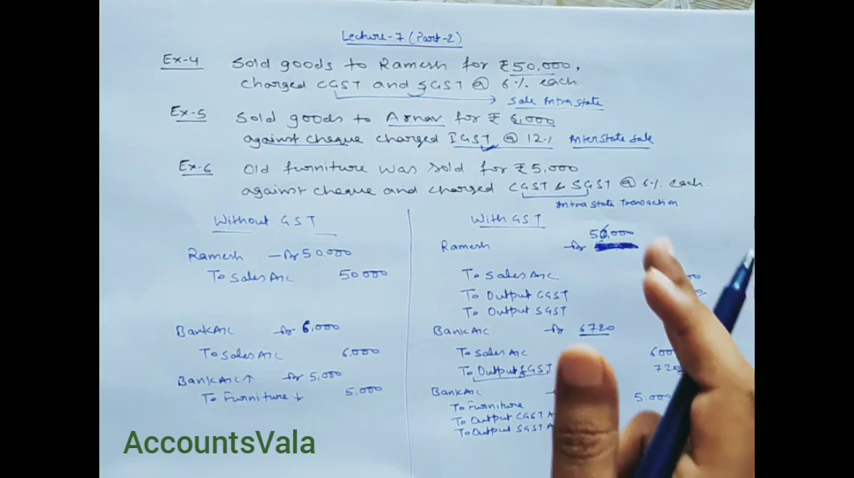 Lecture-7 (Part-2)
Ex-4 Sold goods to Ramesh for ₹50,000,
charged CGST and SGST @ 6% each
Sale Intra State
Ex-5 Sold goods to Arnav for ₹ 6,000
against cheque charged IGST @ 12% Interstate Sale
Ex-6 Old furniture was sold for ₹5,000
against cheque and charged CGST & SGST @ 6% each.
Intra State Transaction
Without GST
Ramesh - Dr 50,000
To Sales A/c 50,000
Bank A/c Dr 6,000
To Sales A/c 6,000
Bank A/c ↑ - Dr 5,000
To Furniture ↓ 5,000
With GST
Ramesh - Dr
To Sales A/c
To Output CGST
To Output SGST
Bank A/c - Dr 6720
To Sales A/c 600
To Output IGST 720
Bank A/c
To Furniture 5,000
To Output CGST A
To Output SGST A
AccountsVala